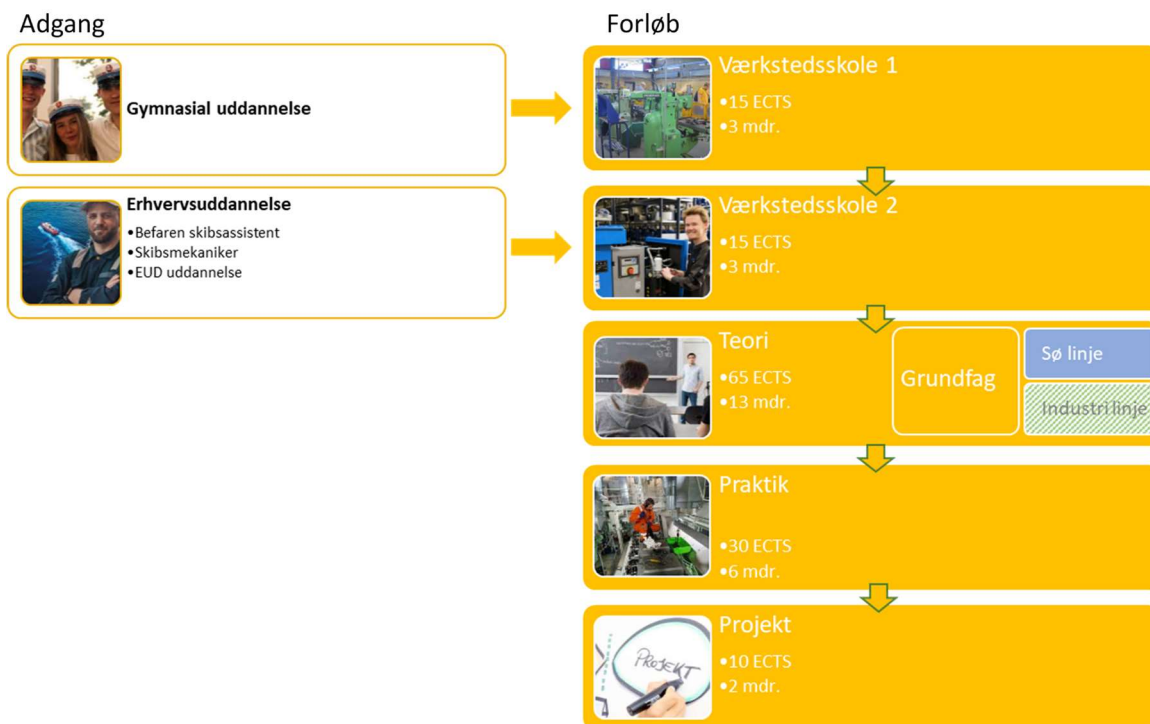 Adgang
Gymnasial uddannelse
Erhvervsuddannelse
•Befaren skibsassistent
•Skibsmekaniker
•EUD uddannelse
Forløb
Værkstedsskole 1
•15 ECTS
•3 mdr.
Værkstedsskole 2
•15 ECTS
•3 mdr.
Teori
•65 ECTS
•13 mdr.
Grundfag
Sø linje
Industri linje
Praktik
•30 ECTS
•6 mdr.
Projekt
•10 ECTS
•2 mdr.
PROJEKT